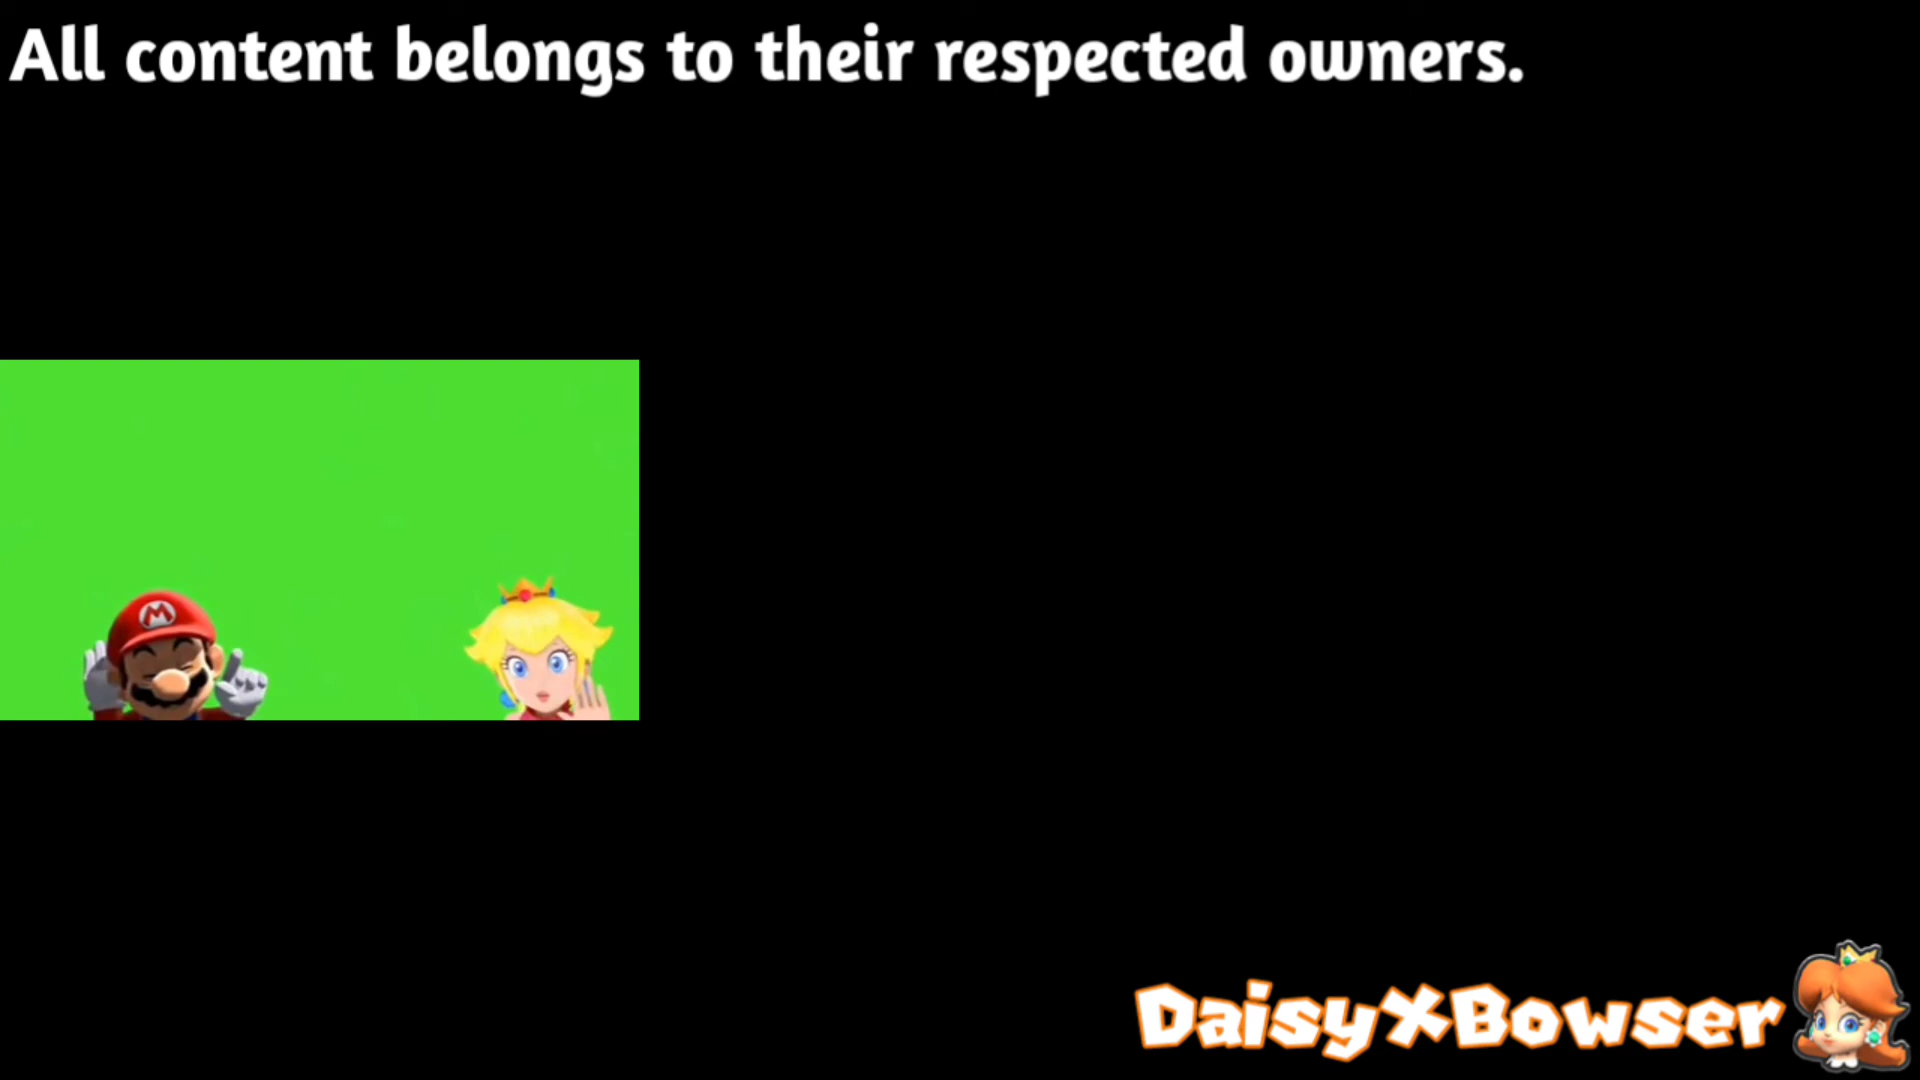 All content belongs to their respected owners.
M
DaisyXBowser